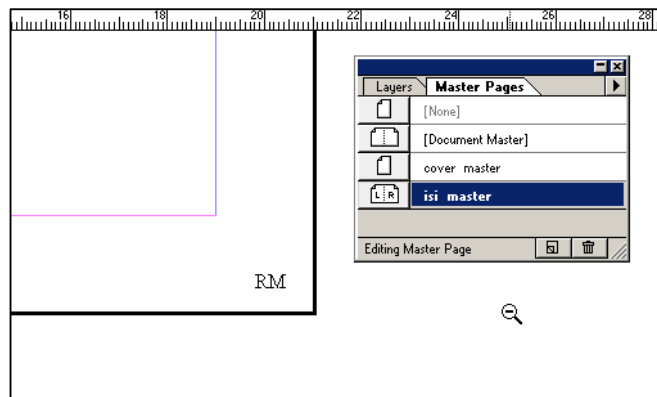 16 18 20 22 24 26 28
Layers Master Pages
[None]
[Document Master]
cover master
L R isi master
Editing Master Page
RM